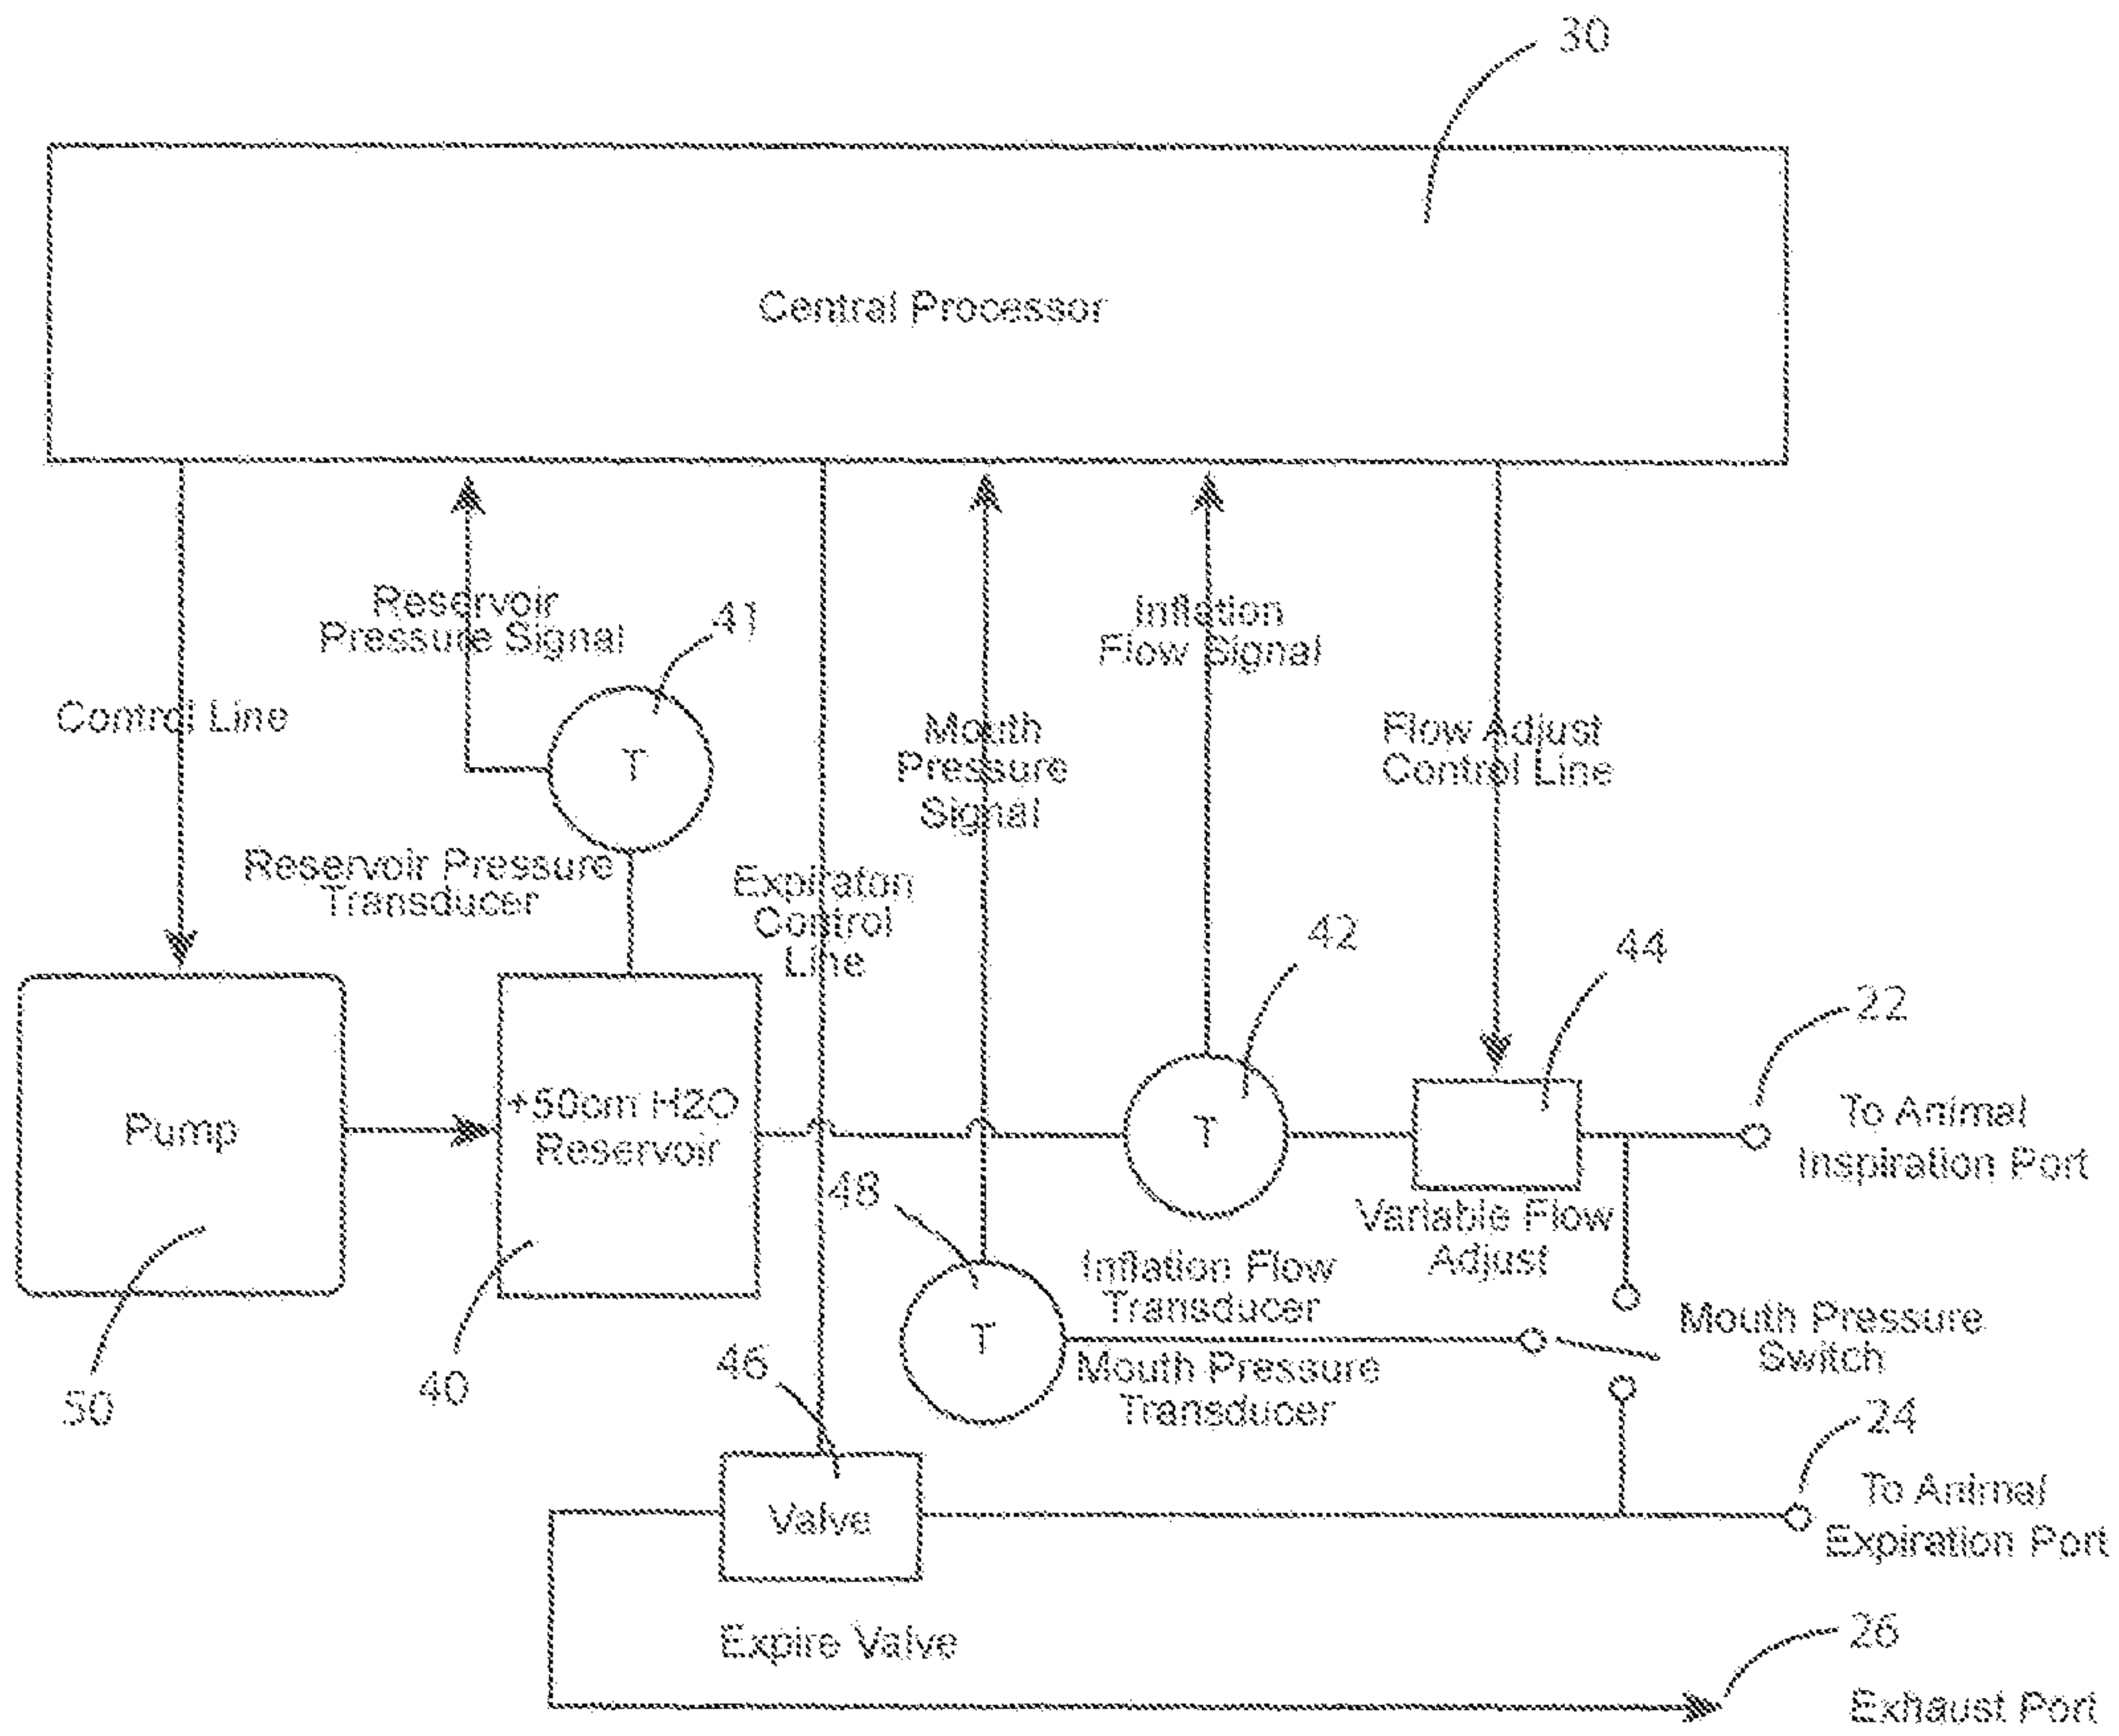 30
Central Processor
Reservoir
Pressure Signal
41
Inflation
Flow Signal
Control Line
T
Mouth
Pressure
Signal
Flow Adjust
Control Line
Reservoir Pressure
Transducer
Expiraton
Control
Line
42
44
22
Pump
+50cm H2O
Reservoir
T
To Animal
Inspiration Port
48
Variable Flow
Adjust
Inflation Flow
Transducer
T
Mouth Pressure
Switch
Mouth Pressure
Transducer
46
40
50
24
Valve
To Animal
Expiration Port
Expire Valve
26
Exhaust Port